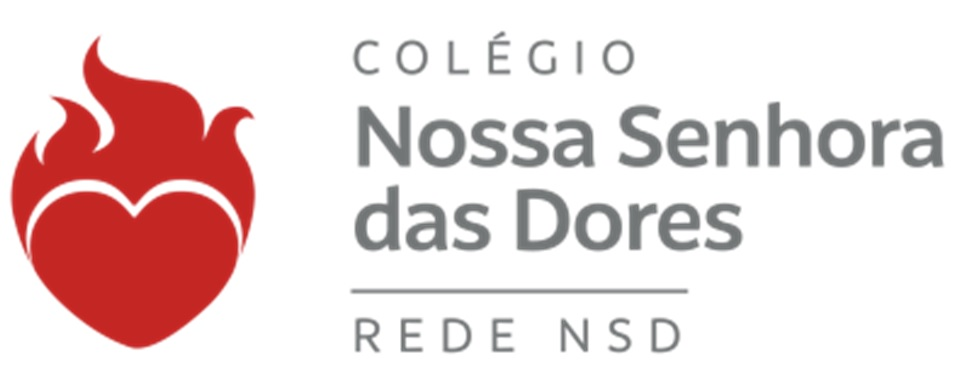 COLÉGIO
Nossa Senhora
das Dores
REDE NSD